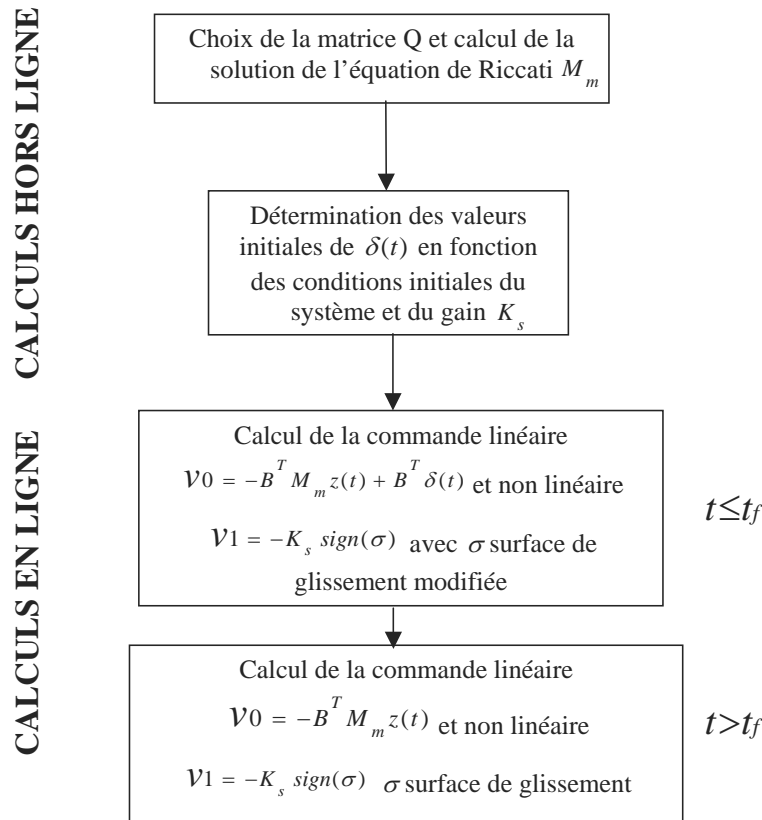 CALCULS HORS LIGNE
Choix de la matrice Q et calcul de la
solution de l'équation de Riccati M_m
Détermination des valeurs
initiales de δ(t) en fonction
des conditions initiales du
système et du gain K_s
CALCULS EN LIGNE
Calcul de la commande linéaire
v0 = -B^T M_m z(t) + B^T δ(t) et non linéaire
v1 = -K_s sign(σ) avec σ surface de
glissement modifiée
t≤t_f
Calcul de la commande linéaire
v0 = -B^T M_m z(t) et non linéaire
v1 = -K_s sign(σ) σ surface de glissement
t>t_f